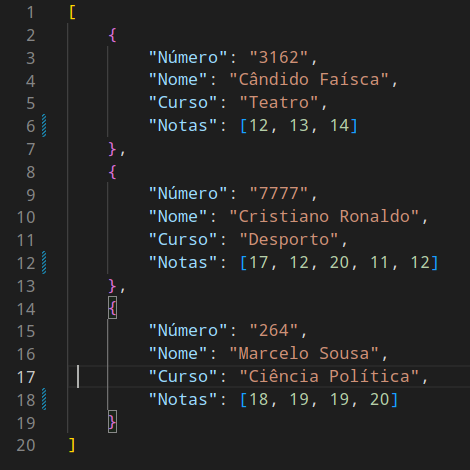 1 [
2 {
3 "Número": "3162",
4 "Nome": "Cândido Faísca",
5 "Curso": "Teatro",
6 "Notas": [12, 13, 14]
7 },
8 {
9 "Número": "7777",
10 "Nome": "Cristiano Ronaldo",
11 "Curso": "Desporto",
12 "Notas": [17, 12, 20, 11, 12]
13 },
14 {
15 "Número": "264",
16 "Nome": "Marcelo Sousa",
17 "Curso": "Ciência Política",
18 "Notas": [18, 19, 19, 20]
19 }
20 ]